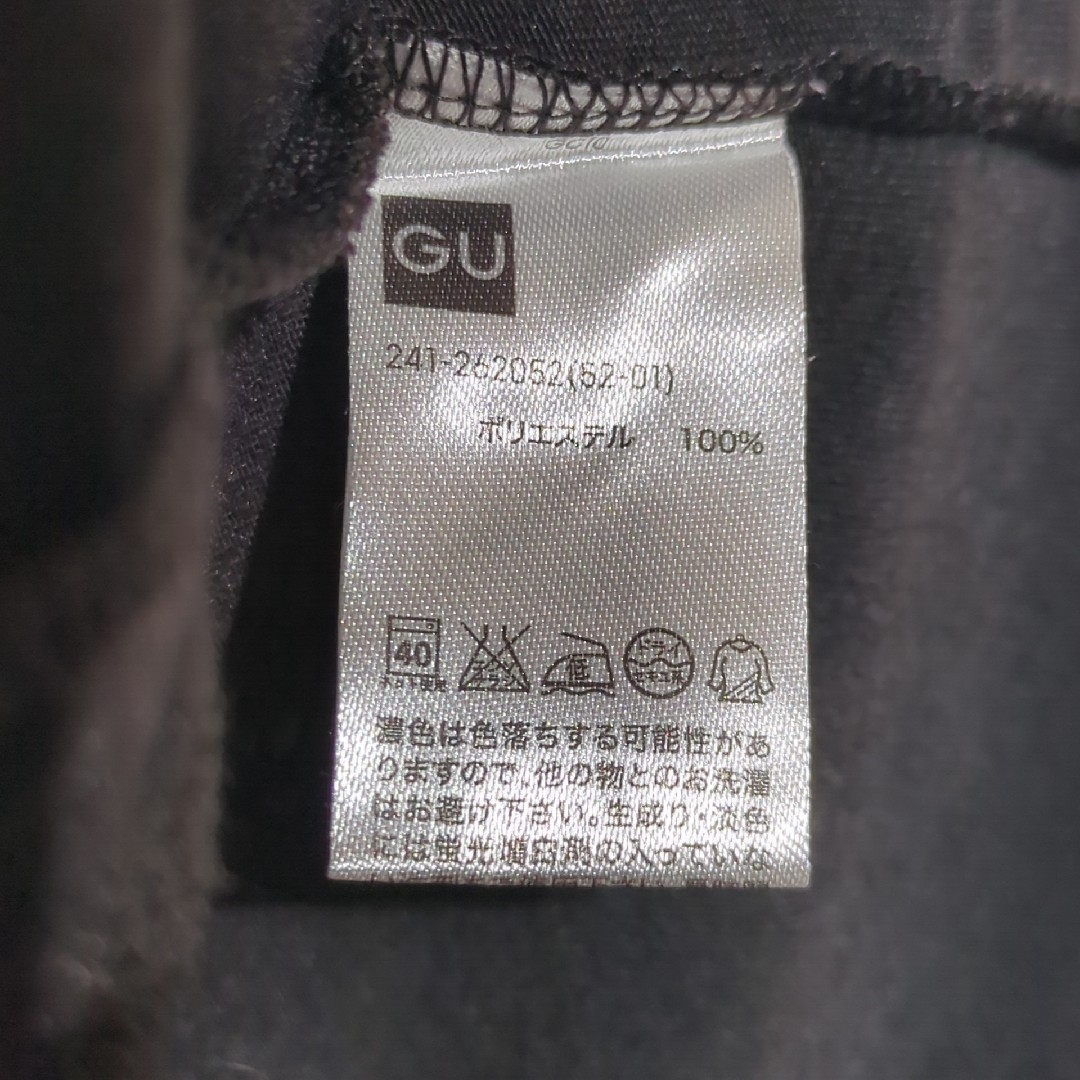 GU
241-262052(52-01)
ポリエステル 100%
40
ドライ
濃色は色落ちする可能性があ
りますので、他の物とのお洗濯
はお避け下さい。生成り・淡色
には蛍光増白剤の入っていな